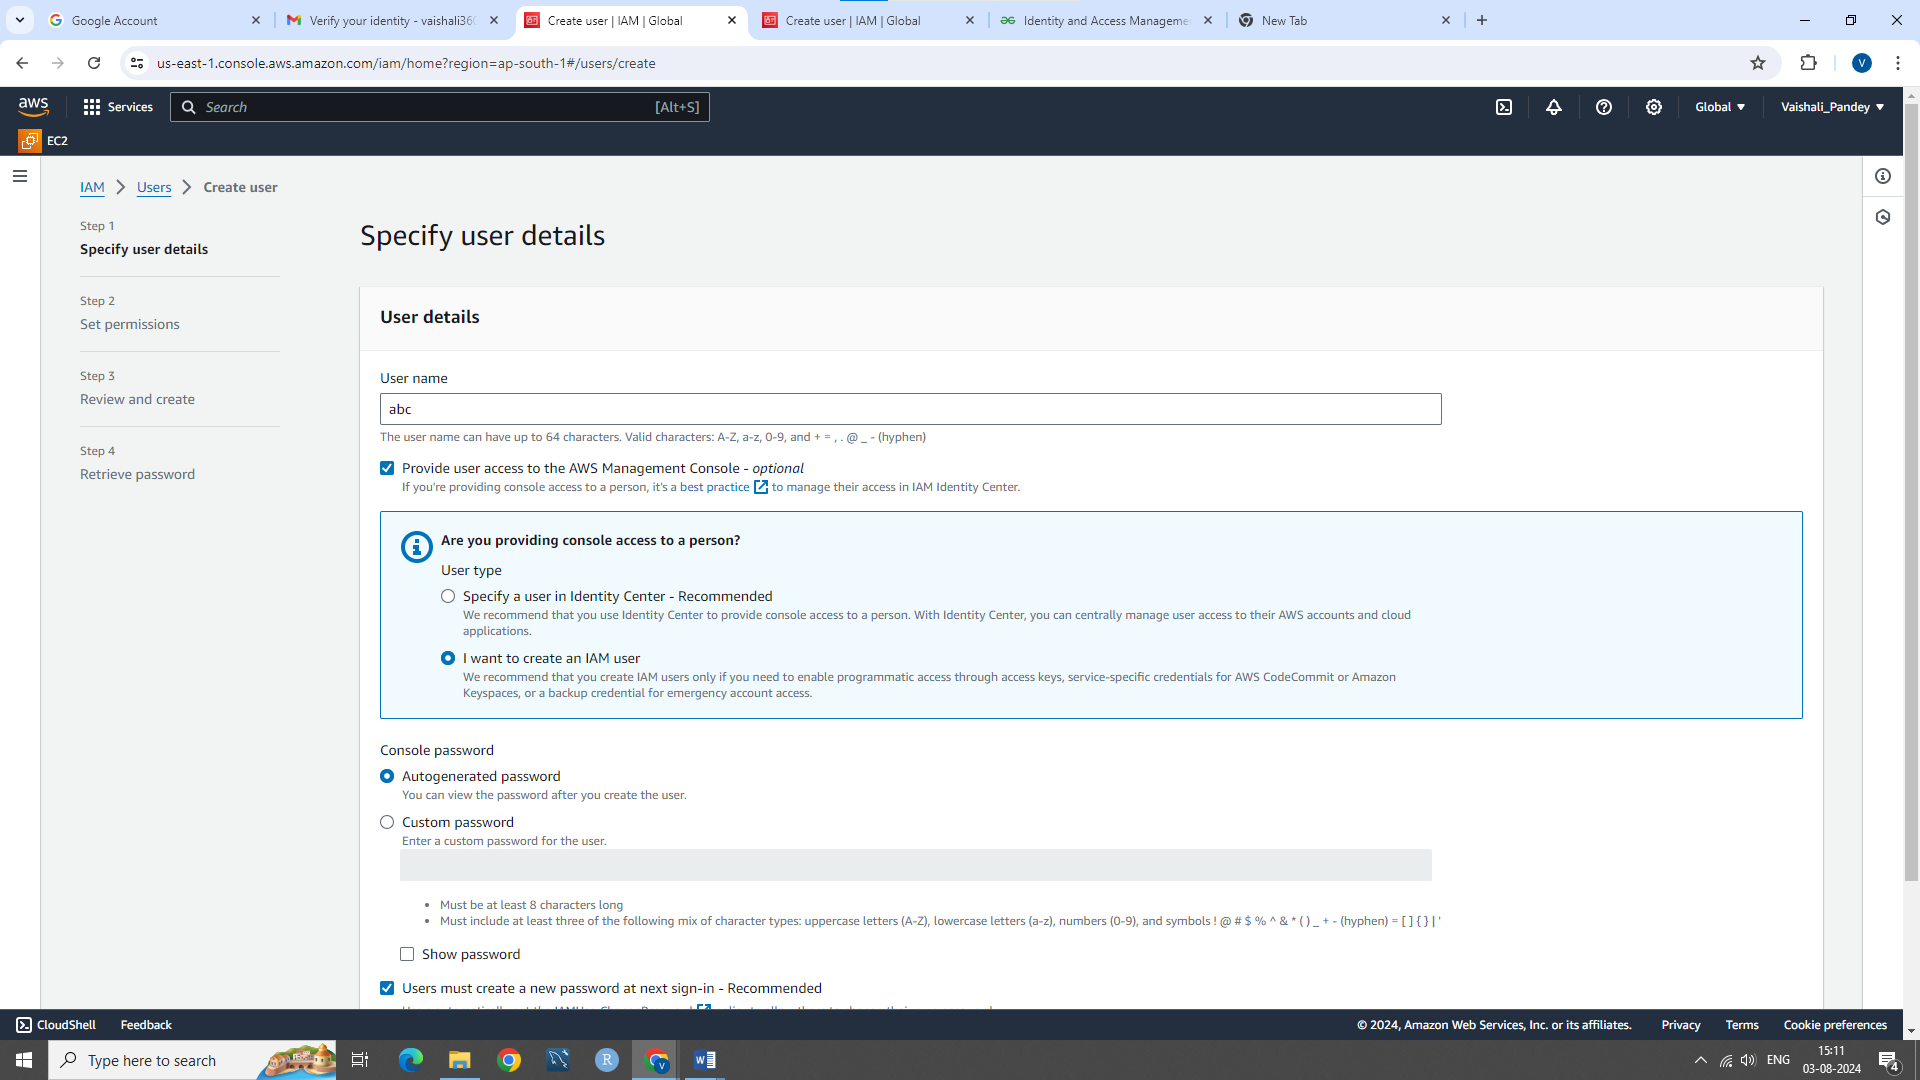 Google Account
Verify your identity - vaishali36
Create user | IAM | Global
Create user | IAM | Global
Identity and Access Manageme
New Tab
us-east-1.console.aws.amazon.com/iam/home?region=ap-south-1#/users/create
V
aws
Services
Search
[Alt+S]
Global
Vaishali_Pandey
EC2
IAM
Users
Create user
Step 1
Specify user details
Step 2
Set permissions
Step 3
Review and create
Step 4
Retrieve password
Specify user details
User details
User name
abc
The user name can have up to 64 characters. Valid characters: A-Z, a-z, 0-9, and + = , . @ _ - (hyphen)
Provide user access to the AWS Management Console - optional
If you're providing console access to a person, it's a best practice to manage their access in IAM Identity Center.
Are you providing console access to a person?
User type
Specify a user in Identity Center - Recommended
We recommend that you use Identity Center to provide console access to a person. With Identity Center, you can centrally manage user access to their AWS accounts and cloud
applications.
I want to create an IAM user
We recommend that you create IAM users only if you need to enable programmatic access through access keys, service-specific credentials for AWS CodeCommit or Amazon
Keyspaces, or a backup credential for emergency account access.
Console password
Autogenerated password
You can view the password after you create the user.
Custom password
Enter a custom password for the user.
Must be at least 8 characters long
Must include at least three of the following mix of character types: uppercase letters (A-Z), lowercase letters (a-z), numbers (0-9), and symbols ! @ # $ % ^ & * ( ) _ + - (hyphen) = [ ] { } | '
Show password
Users must create a new password at next sign-in - Recommended
CloudShell
Feedback
© 2024, Amazon Web Services, Inc. or its affiliates.
Privacy
Terms
Cookie preferences
Type here to search
R
V
W
ENG
15:11
03-08-2024
4